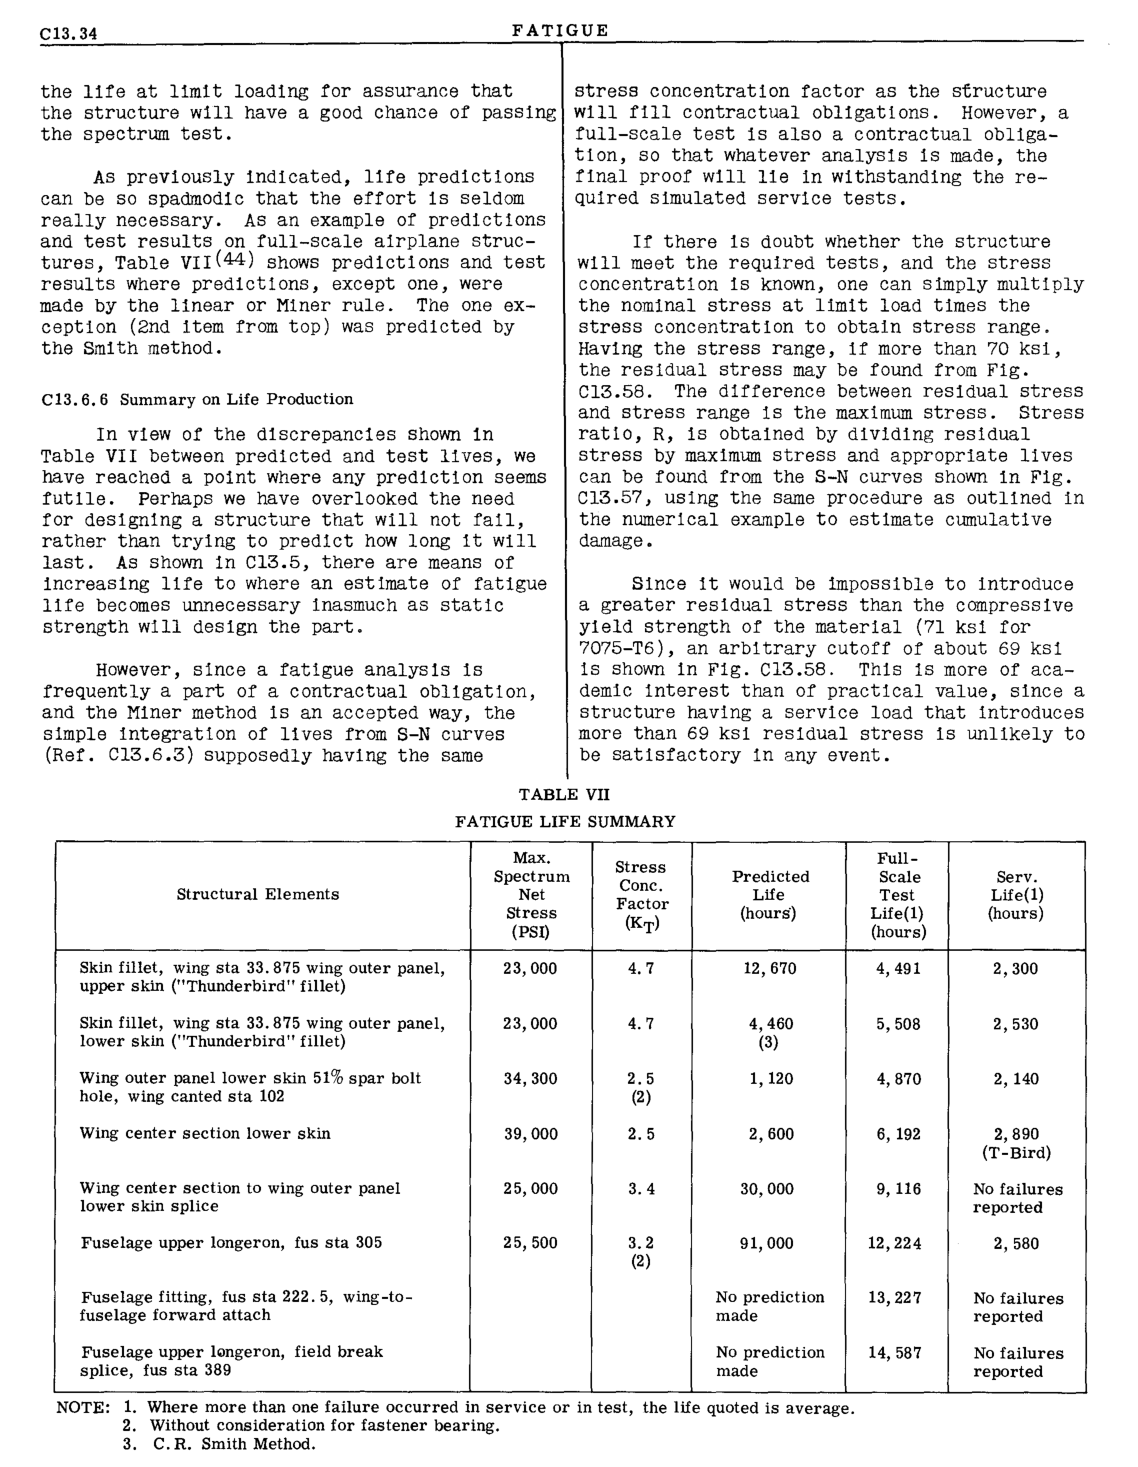 C13.34
FATIGUE
the life at limit loading for assurance that
the structure will have a good chance of passing
the spectrum test.
As previously indicated, life predictions
can be so spadmodic that the effort is seldom
really necessary. As an example of predictions
and test results on full-scale airplane struc-
tures, Table VII(44) shows predictions and test
results where predictions, except one, were
made by the linear or Miner rule. The one ex-
ception (2nd item from top) was predicted by
the Smith method.
C13.6.6 Summary on Life Production
In view of the discrepancies shown in
Table VII between predicted and test lives, we
have reached a point where any prediction seems
futile. Perhaps we have overlooked the need
for designing a structure that will not fail,
rather than trying to predict how long it will
last. As shown in C13.5, there are means of
increasing life to where an estimate of fatigue
life becomes unnecessary inasmuch as static
strength will design the part.
However, since a fatigue analysis is
frequently a part of a contractual obligation,
and the Miner method is an accepted way, the
simple integration of lives from S-N curves
(Ref. C13.6.3) supposedly having the same
stress concentration factor as the structure
will fill contractual obligations. However, a
full-scale test is also a contractual obliga-
tion, so that whatever analysis is made, the
final proof will lie in withstanding the re-
quired simulated service tests.
If there is doubt whether the structure
will meet the required tests, and the stress
concentration is known, one can simply multiply
the nominal stress at limit load times the
stress concentration to obtain stress range.
Having the stress range, if more than 70 ksi,
the residual stress may be found from Fig.
C13.58. The difference between residual stress
and stress range is the maximum stress. Stress
ratio, R, is obtained by dividing residual
stress by maximum stress and appropriate lives
can be found from the S-N curves shown in Fig.
C13.57, using the same procedure as outlined in
the numerical example to estimate cumulative
damage.
Since it would be impossible to introduce
a greater residual stress than the compressive
yield strength of the material (71 ksi for
7075-T6), an arbitrary cutoff of about 69 ksi
is shown in Fig. C13.58. This is more of aca-
demic interest than of practical value, since a
structure having a service load that introduces
more than 69 ksi residual stress is unlikely to
be satisfactory in any event.
TABLE VII
FATIGUE LIFE SUMMARY
Structural Elements
Max.
Spectrum
Net
Stress
(PSI)
Stress
Conc.
Factor
(KT)
Predicted
Life
(hours)
Full-
Scale
Test
Life(1)
(hours)
Serv.
Life(1)
(hours)
Skin fillet, wing sta 33.875 wing outer panel, 23,000 4.7 12,670 4,491 2,300
upper skin ("Thunderbird" fillet)
Skin fillet, wing sta 33.875 wing outer panel, 23,000 4.7 4,460 5,508 2,530
lower skin ("Thunderbird" fillet) (3)
Wing outer panel lower skin 51% spar bolt 34,300 2.5 1,120 4,870 2,140
hole, wing canted sta 102 (2)
Wing center section lower skin 39,000 2.5 2,600 6,192 2,890
(T-Bird)
Wing center section to wing outer panel 25,000 3.4 30,000 9,116 No failures
lower skin splice reported
Fuselage upper longeron, fus sta 305 25,500 3.2 91,000 12,224 2,580
(2)
Fuselage fitting, fus sta 222.5, wing-to- No prediction 13,227 No failures
fuselage forward attach made reported
Fuselage upper longeron, field break No prediction 14,587 No failures
splice, fus sta 389 made reported
NOTE: 1. Where more than one failure occurred in service or in test, the life quoted is average.
2. Without consideration for fastener bearing.
3. C.R. Smith Method.